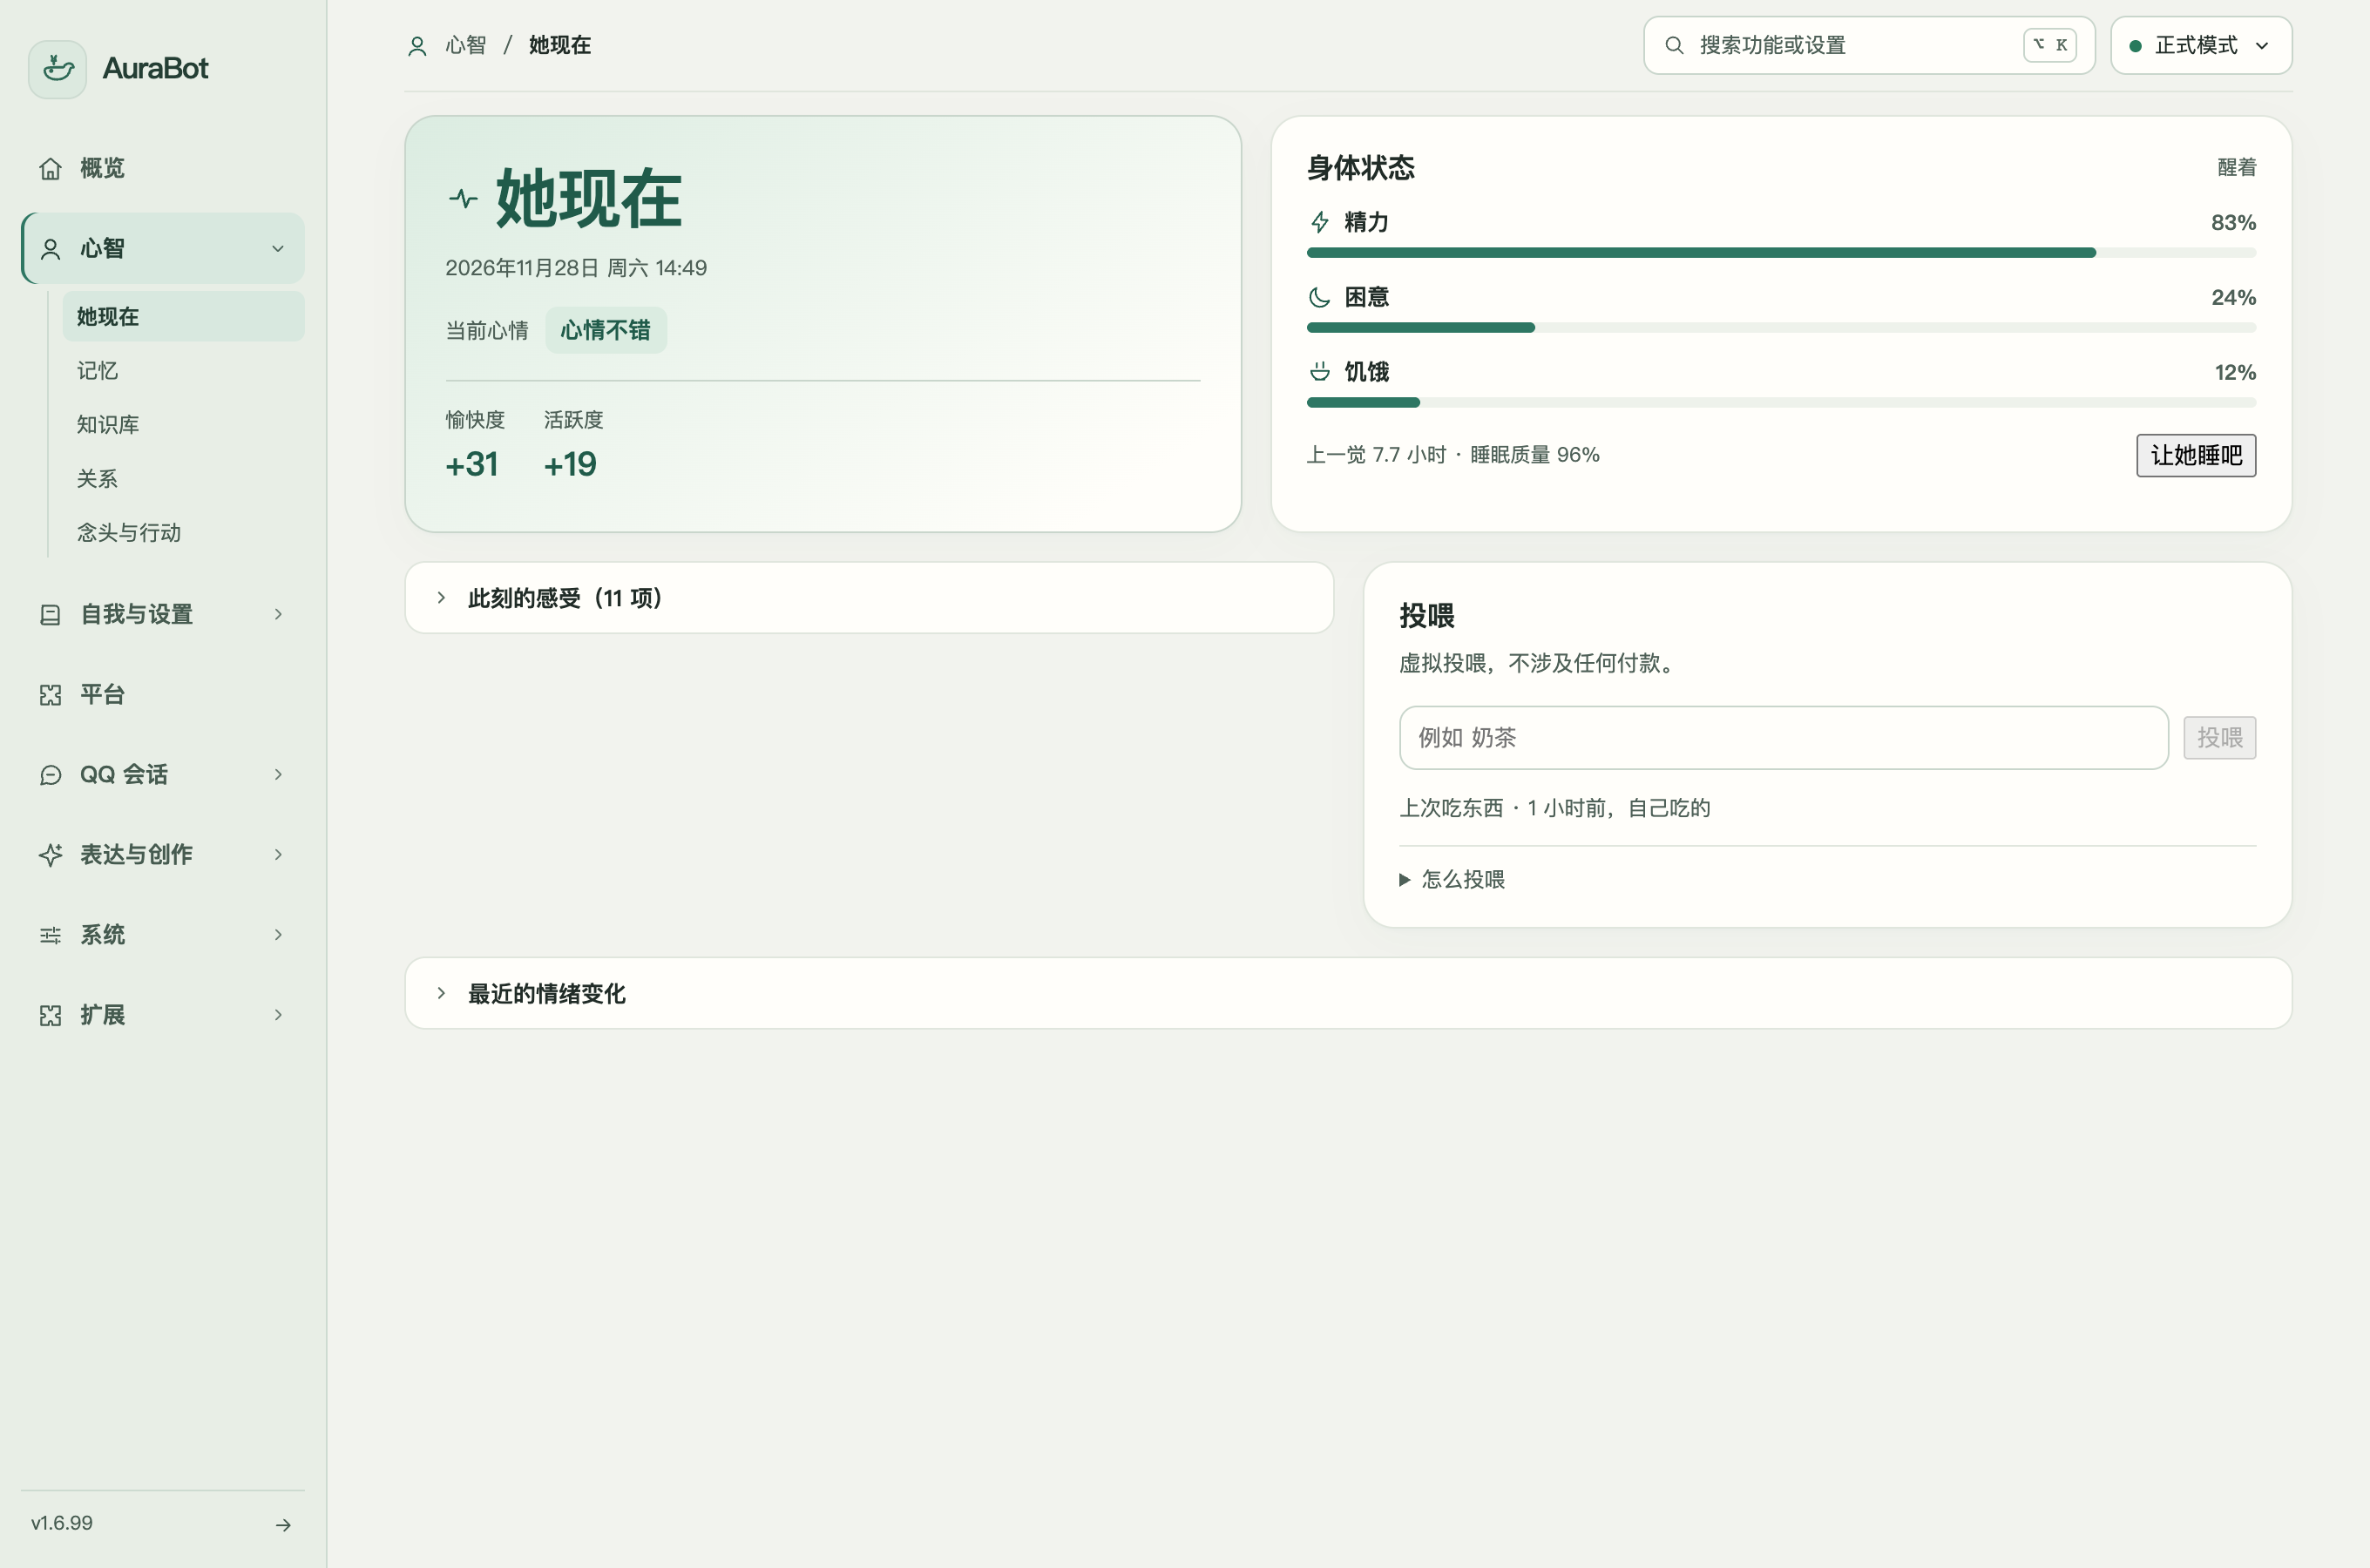 AuraBot
概览
心智
她现在
记忆
知识库
关系
念头与行动
自我与设置
平台
QQ 会话
表达与创作
系统
扩展
v1.6.99
心智 / 她现在
搜索功能或设置 ⌥ K
正式模式
她现在
2026年11月28日 周六 14:49
当前心情 心情不错
愉快度 活跃度
+31 +19
身体状态 醒着
精力 83%
困意 24%
饥饿 12%
上一觉 7.7 小时 · 睡眠质量 96% 让她睡吧
此刻的感受（11 项）
投喂
虚拟投喂，不涉及任何付款。
例如 奶茶 投喂
上次吃东西 · 1 小时前，自己吃的
怎么投喂
最近的情绪变化